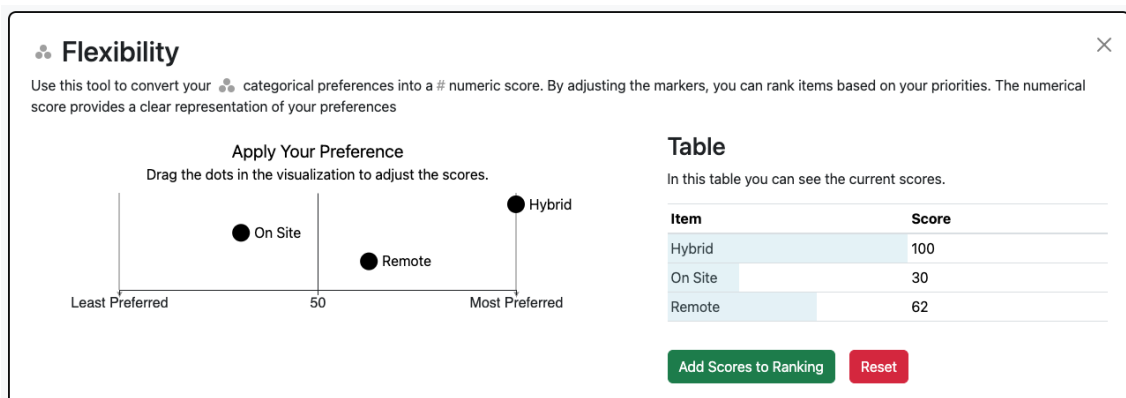 Flexibility
Use this tool to convert your categorical preferences into a # numeric score. By adjusting the markers, you can rank items based on your priorities. The numerical
score provides a clear representation of your preferences
Apply Your Preference
Drag the dots in the visualization to adjust the scores.
Hybrid
On Site
Remote
Least Preferred
50
Most Preferred
Table
In this table you can see the current scores.
Item Score
Hybrid 100
On Site 30
Remote 62
Add Scores to Ranking Reset